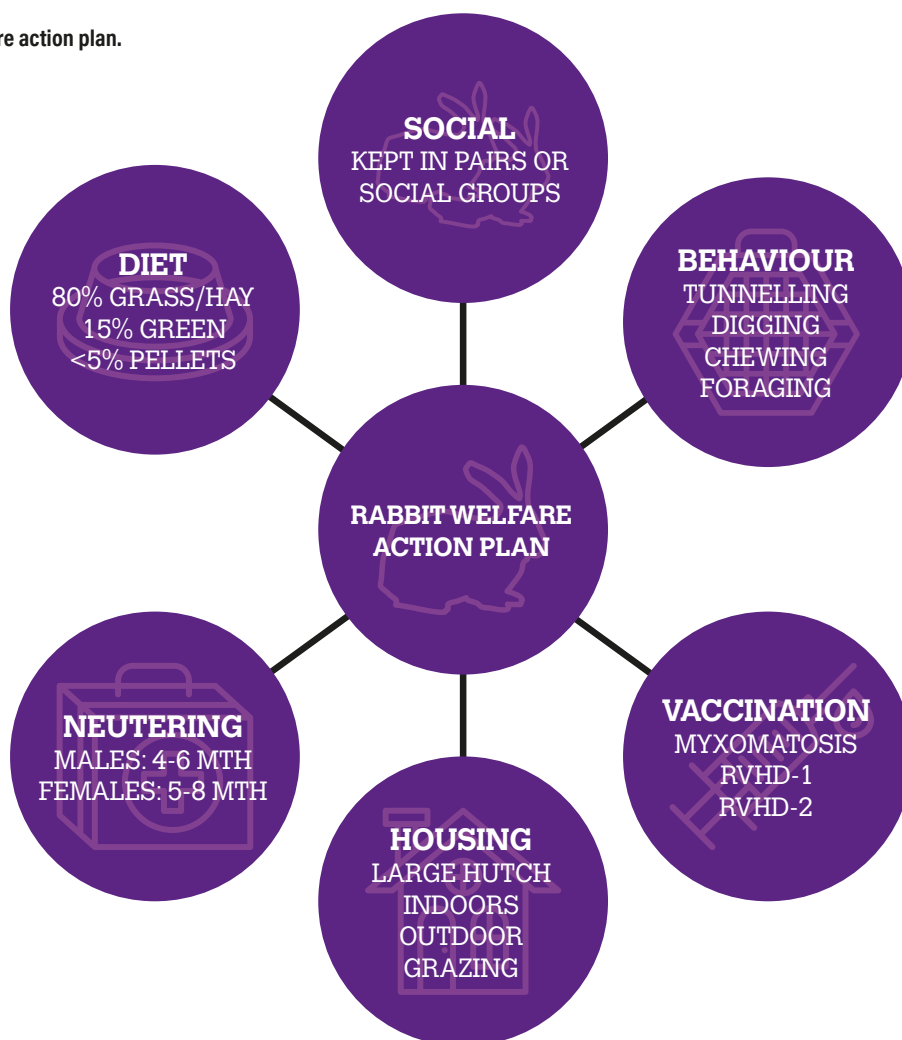 re action plan.
SOCIAL
KEPT IN PAIRS OR
SOCIAL GROUPS
DIET
80% GRASS/HAY
15% GREEN
<5% PELLETS
BEHAVIOUR
TUNNELLING
DIGGING
CHEWING
FORAGING
RABBIT WELFARE
ACTION PLAN
NEUTERING
MALES: 4-6 MTH
FEMALES: 5-8 MTH
VACCINATION
MYXOMATOSIS
RVHD-1
RVHD-2
HOUSING
LARGE HUTCH
INDOORS
OUTDOOR
GRAZING